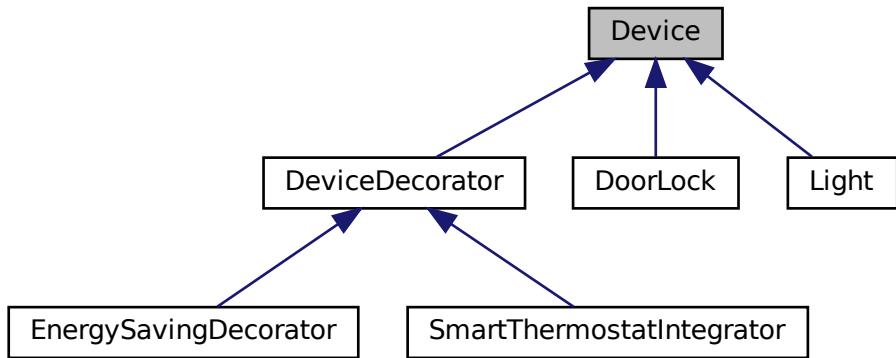 Device
DeviceDecorator
DoorLock
Light
EnergySavingDecorator
SmartThermostatIntegrator